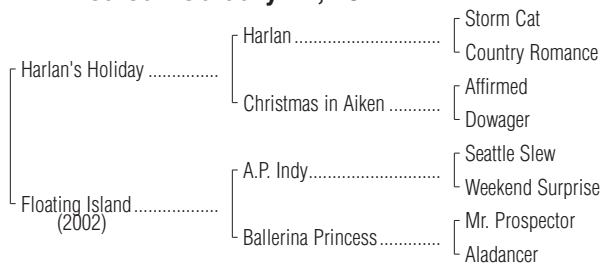 Storm Cat
Harlan
Country Romance
Harlan's Holiday
Affirmed
Christmas in Aiken
Dowager
Seattle Slew
A.P. Indy
Weekend Surprise
Floating Island
(2002)
Mr. Prospector
Ballerina Princess
Aladancer